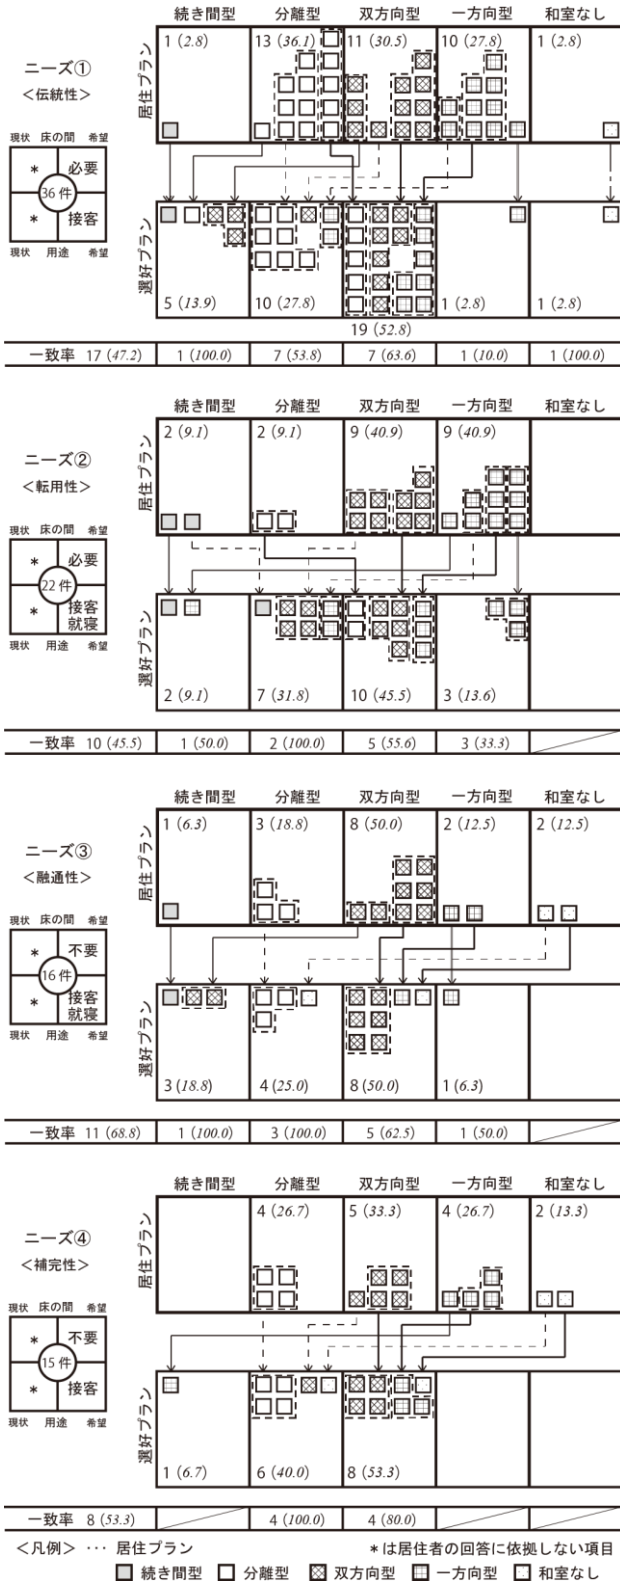 続き間型 分離型 双方向型 一方向型 和室なし
ニーズ①
<伝統性>
現状 床の間 希望
* 必要
36件
* 接客
現状 用途 希望
居住プラン
1 (2.8) 13 (36.1) 11 (30.5) 10 (27.8) 1 (2.8)
選好プラン
5 (13.9) 10 (27.8) 19 (52.8) 1 (2.8) 1 (2.8)
一致率 17 (47.2) 1 (100.0) 7 (53.8) 7 (63.6) 1 (10.0) 1 (100.0)
続き間型 分離型 双方向型 一方向型 和室なし
ニーズ②
<転用性>
現状 床の間 希望
* 必要
22件
* 接客 就寝
現状 用途 希望
居住プラン
2 (9.1) 2 (9.1) 9 (40.9) 9 (40.9)
選好プラン
2 (9.1) 7 (31.8) 10 (45.5) 3 (13.6)
一致率 10 (45.5) 1 (50.0) 2 (100.0) 5 (55.6) 3 (33.3)
続き間型 分離型 双方向型 一方向型 和室なし
ニーズ③
<融通性>
現状 床の間 希望
* 不要
16件
* 接客 就寝
現状 用途 希望
居住プラン
1 (6.3) 3 (18.8) 8 (50.0) 2 (12.5) 2 (12.5)
選好プラン
3 (18.8) 4 (25.0) 8 (50.0) 1 (6.3)
一致率 11 (68.8) 1 (100.0) 3 (100.0) 5 (62.5) 1 (50.0)
続き間型 分離型 双方向型 一方向型 和室なし
ニーズ④
<補完性>
現状 床の間 希望
* 不要
15件
* 接客
現状 用途 希望
居住プラン
4 (26.7) 5 (33.3) 4 (26.7) 2 (13.3)
選好プラン
1 (6.7) 6 (40.0) 8 (53.3)
一致率 8 (53.3) 4 (100.0) 4 (80.0)
<凡例> ··· 居住プラン *は居住者の回答に依拠しない項目
続き間型 分離型 双方向型 一方向型 和室なし